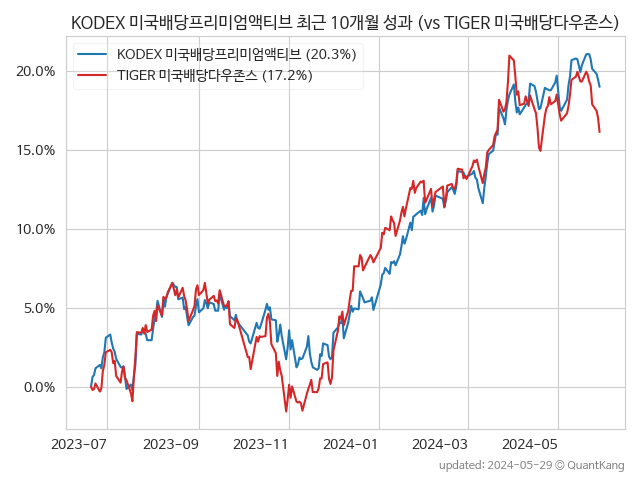 KODEX 미국배당프리미엄액티브 최근 10개월 성과 (vs TIGER 미국배당다우존스)
KODEX 미국배당프리미엄액티브 (20.3%)
TIGER 미국배당다우존스 (17.2%)
20.0%
15.0%
10.0%
5.0%
0.0%
2023-07
2023-09
2023-11
2024-01
2024-03
2024-05
updated: 2024-05-29 © QuantKang